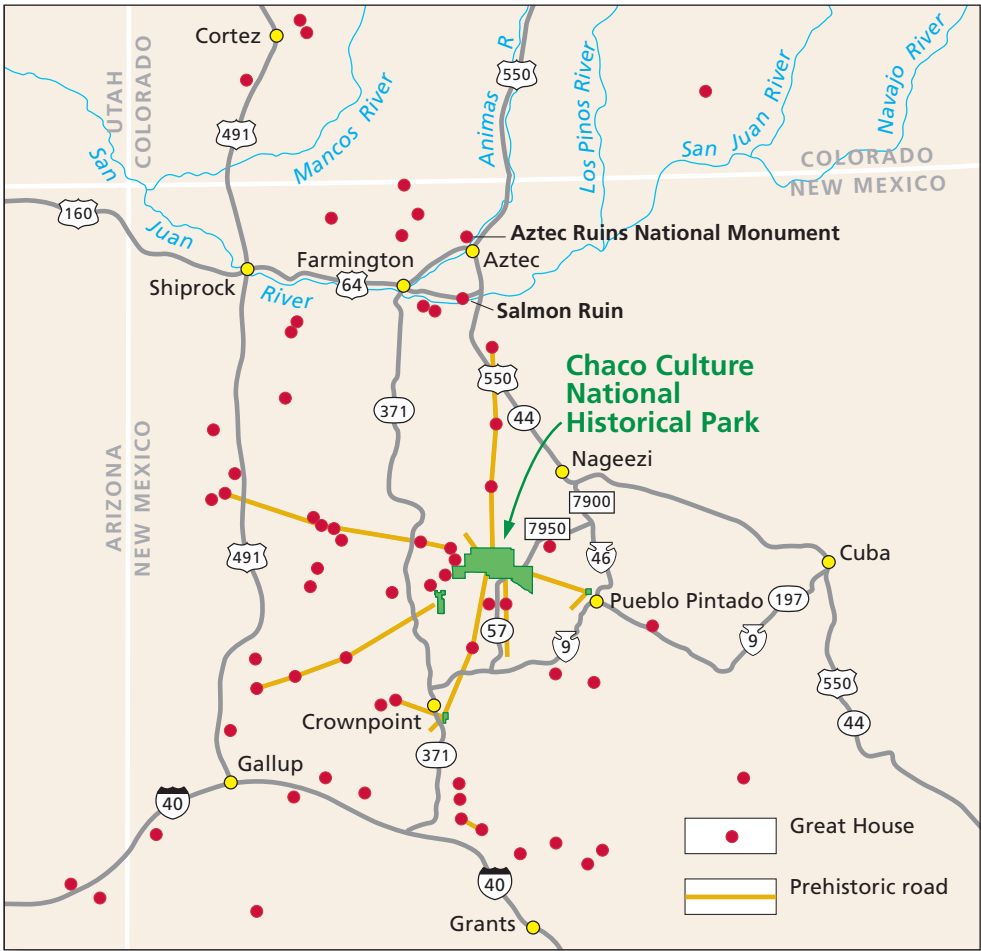 Cortez
UTAH
COLORADO
491
Mancos River
Animas R
550
Los Pinos River
San Juan River
Navajo River
COLORADO
NEW MEXICO
San
Juan
River
160
Shiprock
Farmington
64
Aztec Ruins National Monument
Aztec
Salmon Ruin
550
44
371
Chaco Culture
National
Historical Park
ARIZONA
NEW MEXICO
Nageezi
7900
7950
46
491
Cuba
Pueblo Pintado
197
57
9
9
550
44
Crownpoint
371
Gallup
40
40
Grants
Great House
Prehistoric road